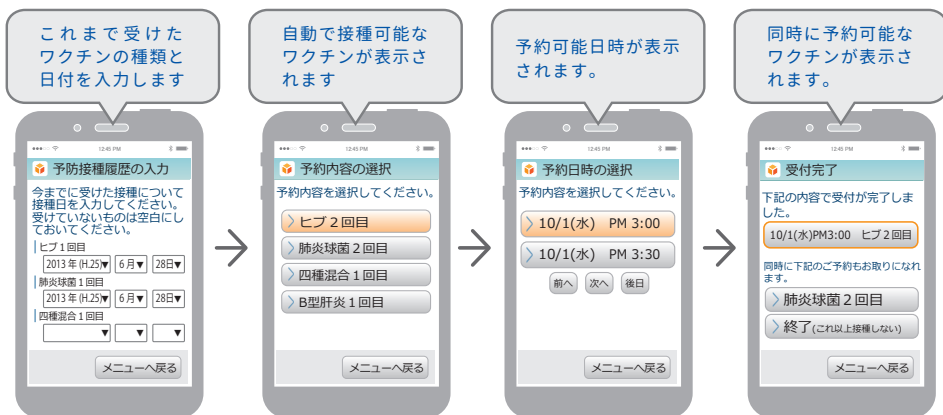 これまで受けた
ワクチンの種類と
日付を入力します
12:45 PM
予防接種履歴の入力
今までに受けた接種について
接種日を入力してください。
受けていないものは空白にし
ておいてください。
ヒブ1回目
2013年(H.25)▼ 6月▼ 28日▼
肺炎球菌1回目
2013年(H.25)▼ 6月▼ 28日▼
四種混合1回目
▼ ▼ ▼
メニューへ戻る
自動で接種可能な
ワクチンが表示さ
れます
12:45 PM
予約内容の選択
予約内容を選択してください。
ヒブ2回目
肺炎球菌2回目
四種混合1回目
B型肝炎1回目
メニューへ戻る
予約可能日時が表示
されます。
12:45 PM
予約日時の選択
予約内容を選択してください。
10/1(水) PM 3:00
10/1(水) PM 3:30
前へ 次へ 後日
メニューへ戻る
同時に予約可能な
ワクチンが表示さ
れます。
12:45 PM
受付完了
下記の内容で受付が完了しま
した。
10/1(水)PM3:00 ヒブ2回目
同時に下記のご予約もお取りになれ
ます。
肺炎球菌2回目
終了(これ以上接種しない)
メニューへ戻る